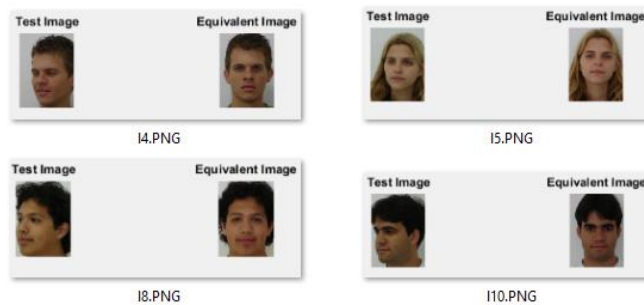 Test Image Equivalent Image
I4.PNG
Test Image Equivalent Image
I5.PNG
Test Image Equivalent Image
I8.PNG
Test Image Equivalent Image
I10.PNG